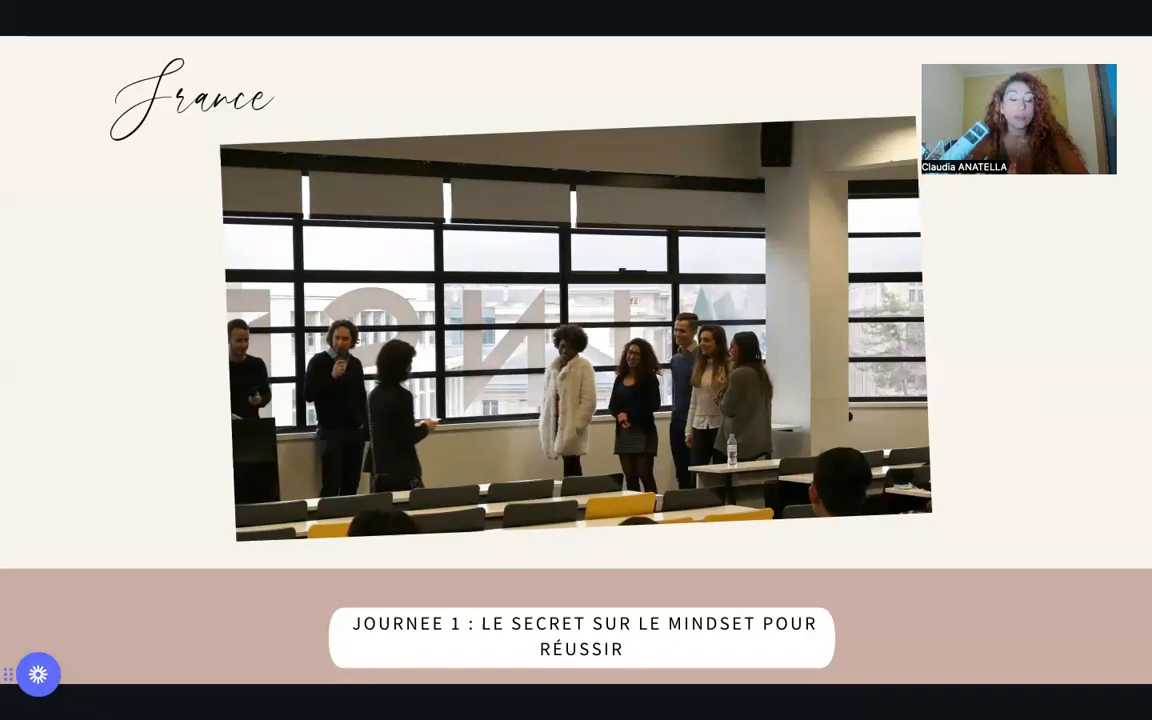 France
Claudia ANATELLA
JOURNEE 1 : LE SECRET SUR LE MINDSET POUR
RÉUSSIR